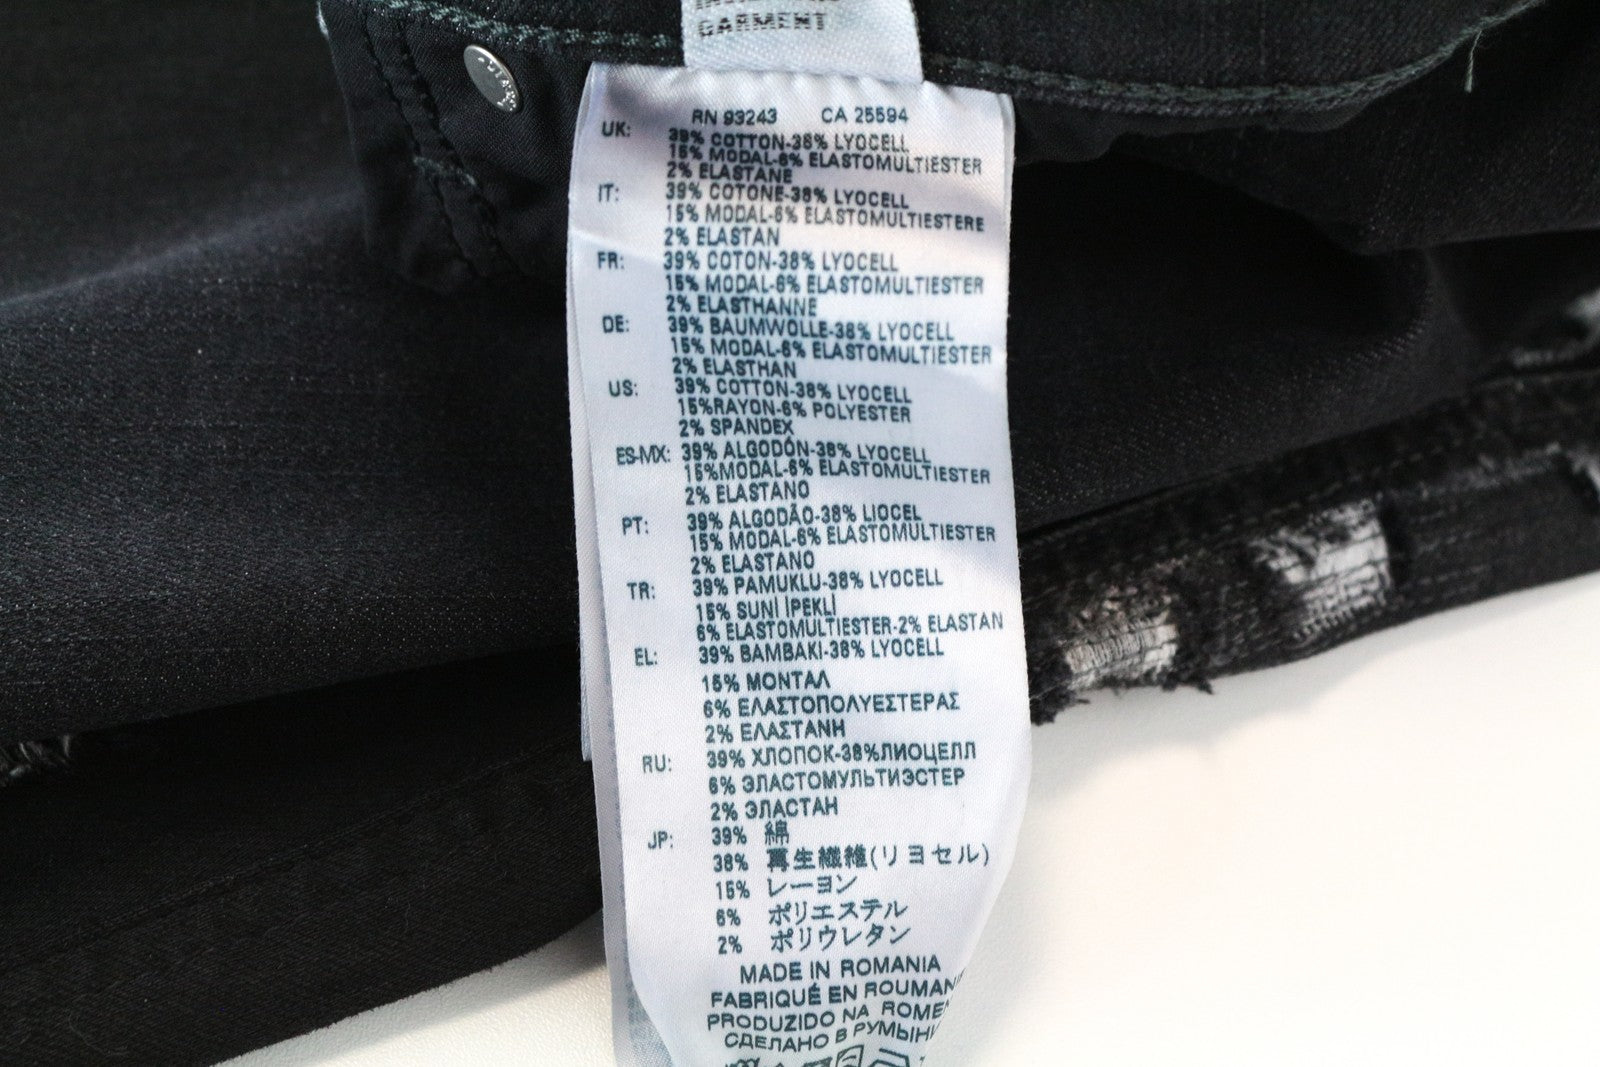 GARMENT
RN 93243 CA 25594
UK: 39% COTTON-38% LYOCELL
15% MODAL-6% ELASTOMULTIESTER
2% ELASTANE
IT: 39% COTONE-38% LYOCELL
15% MODAL-6% ELASTOMULTIESTERE
2% ELASTAN
FR: 39% COTON-38% LYOCELL
15% MODAL-6% ELASTOMULTIESTER
2% ELASTHANNE
DE: 39% BAUMWOLLE-38% LYOCELL
15% MODAL-6% ELASTOMULTIESTER
2% ELASTHAN
US: 39% COTTON-38% LYOCELL
15%RAYON-6% POLYESTER
2% SPANDEX
ES-MX: 39% ALGODÓN-38% LYOCELL
15%MODAL-6% ELASTOMULTIESTER
2% ELASTANO
PT: 39% ALGODÃO-38% LIOCEL
15% MODAL-6% ELASTOMULTIESTER
2% ELASTANO
TR: 39% PAMUKLU-38% LYOCELL
15% SUNİ İPEKLİ
6% ELASTOMULTIESTER-2% ELASTAN
EL: 39% BAMBAKI-38% LYOCELL
15% ΜΟΝΤΑΛ
6% ΕΛΑΣΤΟΠΟΛΥΕΣΤΕΡΑΣ
2% ΕΛΑΣΤΑΝΗ
RU: 39% ХЛОПОК-38%ЛИОЦЕЛЛ
6% ЭЛАСТОМУЛЬТИЭСТЕР
2% ЭЛАСТАН
JP: 39% 綿
38% 再生繊維(リヨセル)
15% レーヨン
6% ポリエステル
2% ポリウレタン
MADE IN ROMANIA
FABRIQUÉ EN ROUMAN
PRODUZIDO NA ROME
СДЕЛАНО В РУМЫН